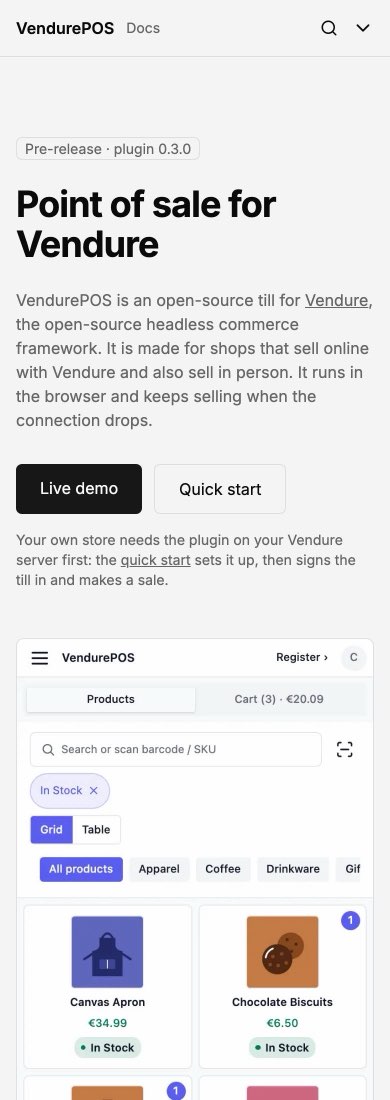 VendurePOS Docs
Pre-release · plugin 0.3.0
Point of sale for
Vendure
VendurePOS is an open-source till for Vendure,
the open-source headless commerce
framework. It is made for shops that sell online
with Vendure and also sell in person. It runs in
the browser and keeps selling when the
connection drops.
Live demo Quick start
Your own store needs the plugin on your Vendure
server first: the quick start sets it up, then signs the
till in and makes a sale.
VendurePOS Register › C
Products Cart (3) · €20.09
Search or scan barcode / SKU
In Stock ×
Grid Table
All products Apparel Coffee Drinkware Gif
1
Canvas Apron Chocolate Biscuits
€34.99 €6.50
In Stock In Stock
1